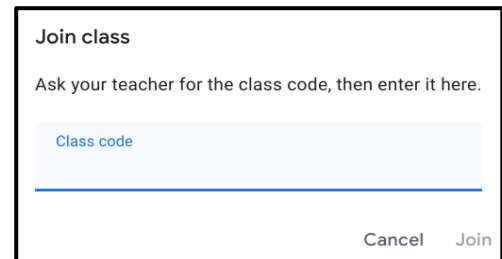 Join class
Ask your teacher for the class code, then enter it here.
Class code
Cancel Join